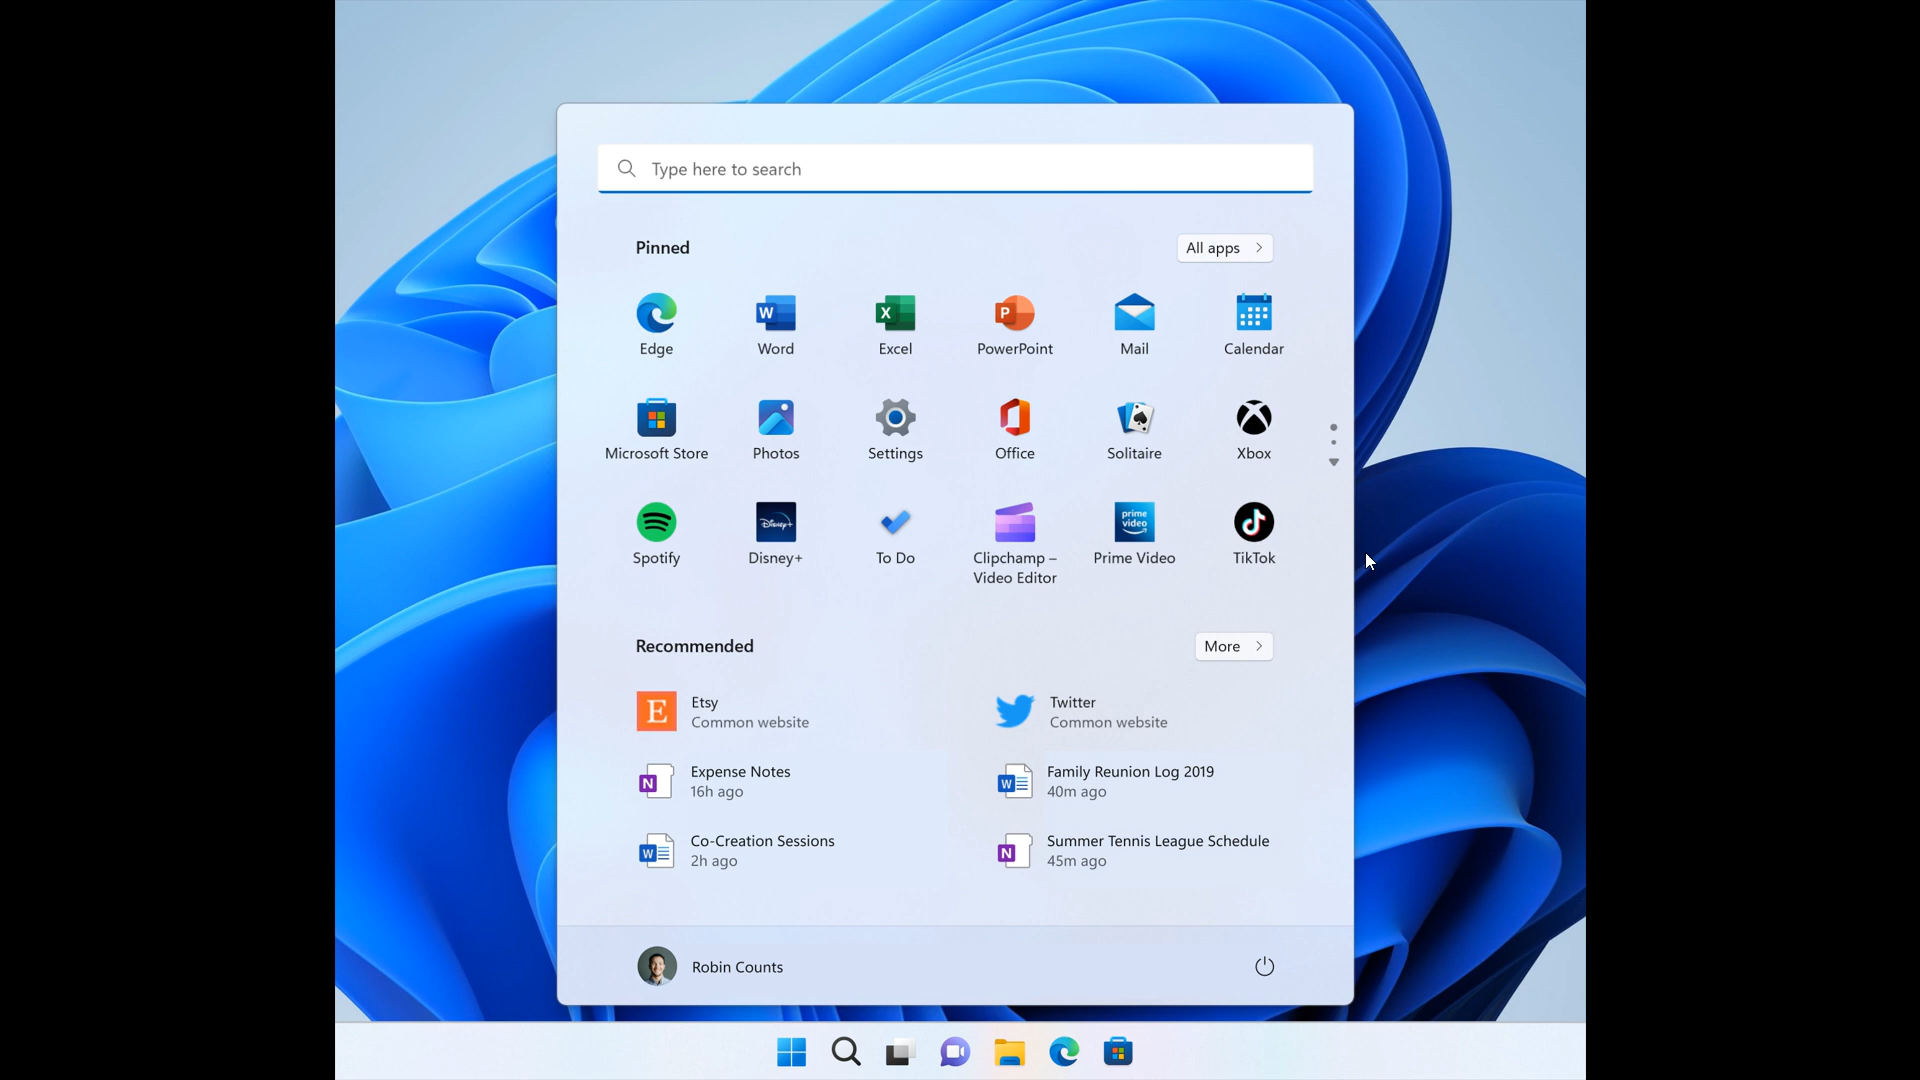 Type here to search
Pinned
All apps
Edge
Word
Excel
PowerPoint
Mail
Calendar
Microsoft Store
Photos
Settings
Office
Solitaire
Xbox
Spotify
Disney+
To Do
Clipchamp –
Video Editor
prime
video
Prime Video
TikTok
Recommended
More
Etsy
Common website
Twitter
Common website
Expense Notes
16h ago
Family Reunion Log 2019
40m ago
Co-Creation Sessions
2h ago
Summer Tennis League Schedule
45m ago
Robin Counts